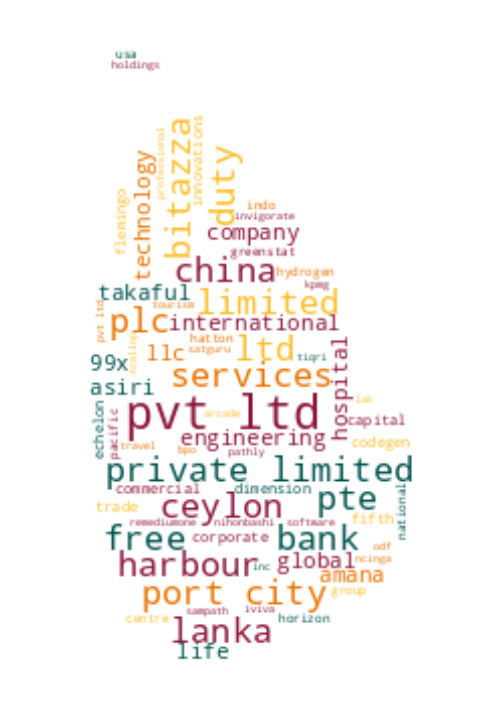 usa
holdings
professional
innovations
bitazza
duty
technology
flemingo
indo
invigorate
company
greenstat
china
hydrogen
kpmg
takaful
tourism
limited
pvt ltd
plc
international
hatton
satguru
scallop
99x
llc
ltd
tiqri
hospital
asiri
services
lak
echelon
pacific
pvt ltd
arcade
capital
engineering
codegen
travel
bpo
pathly
private limited
commercial
dimension
trade
ceylon
pte
national
remediumone
nihonbashi
software
fifth
free
corporate
bank
odf
harbour
inc
global
ncinga
amana
port city
group
sampath
iviva
centre
lanka
horizon
life